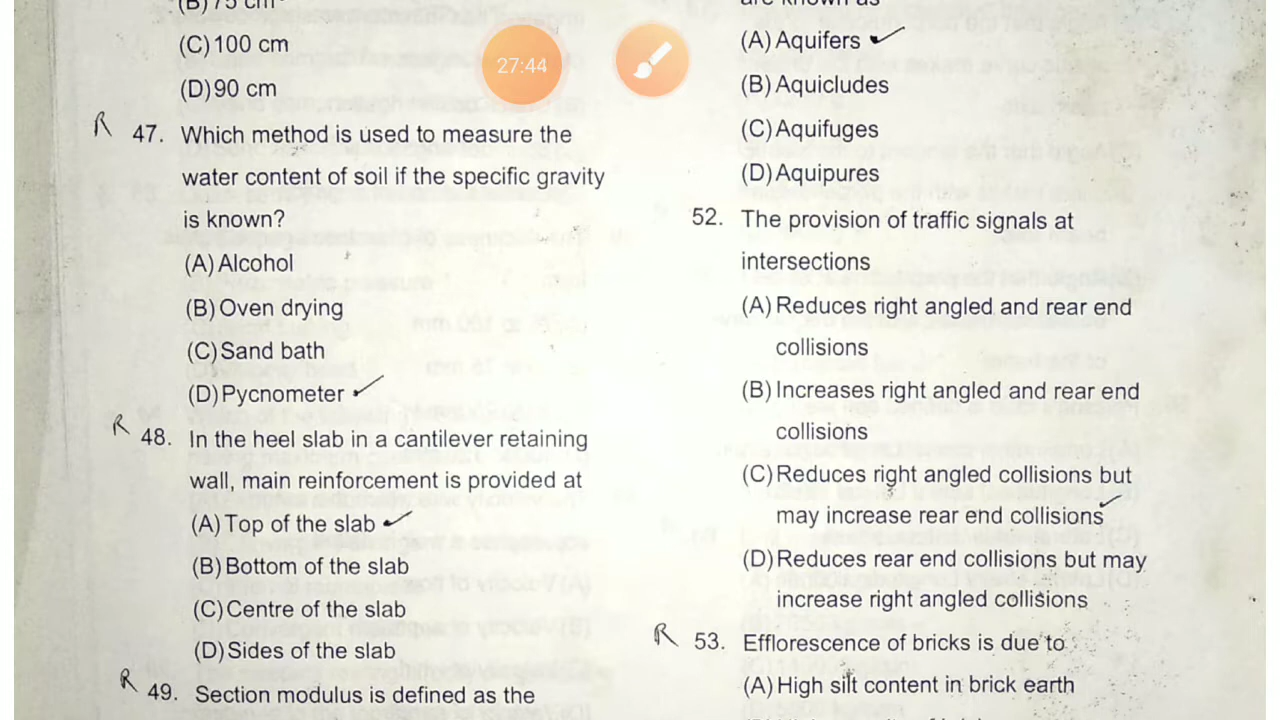 (B) 75 cm
(C) 100 cm
(D) 90 cm
R 47. Which method is used to measure the
water content of soil if the specific gravity
is known?
(A) Alcohol
(B) Oven drying
(C) Sand bath
(D) Pycnometer
R 48. In the heel slab in a cantilever retaining
wall, main reinforcement is provided at
(A) Top of the slab
(B) Bottom of the slab
(C) Centre of the slab
(D) Sides of the slab
R 49. Section modulus is defined as the
27:44
are known as
(A) Aquifers
(B) Aquicludes
(C) Aquifuges
(D) Aquipures
52. The provision of traffic signals at
intersections
(A) Reduces right angled and rear end
collisions
(B) Increases right angled and rear end
collisions
(C) Reduces right angled collisions but
may increase rear end collisions
(D) Reduces rear end collisions but may
increase right angled collisions
R 53. Efflorescence of bricks is due to
(A) High silt content in brick earth